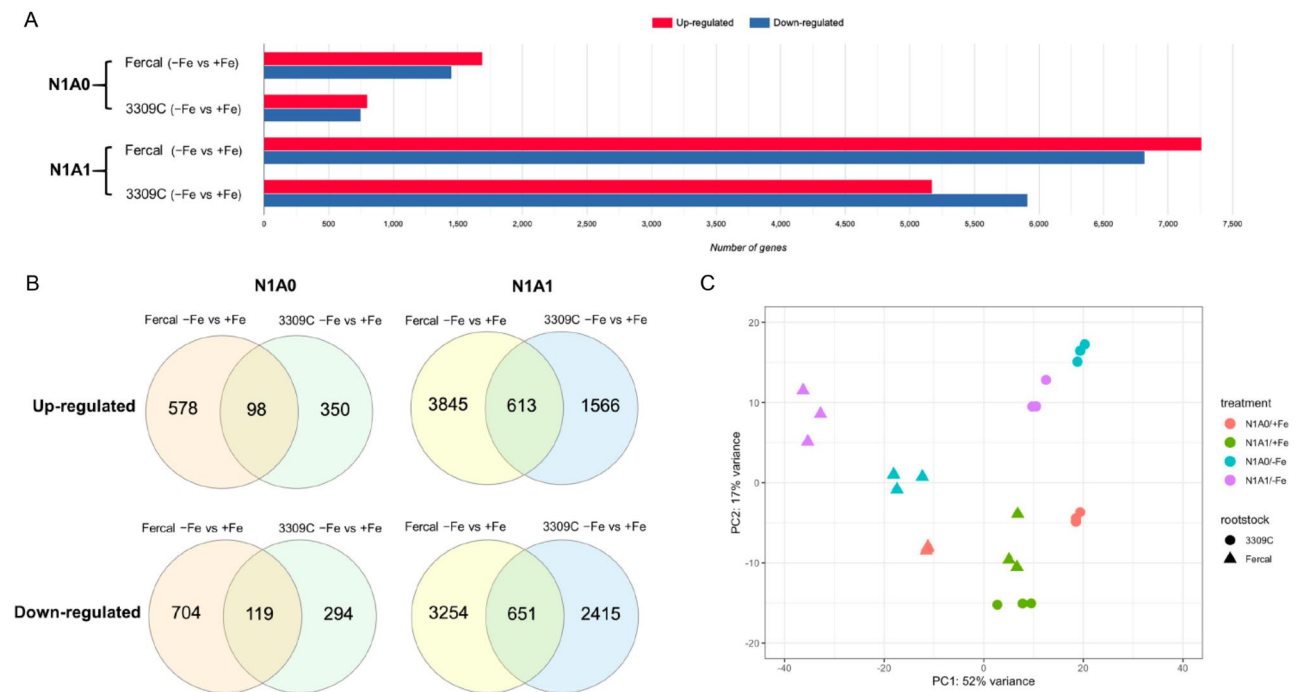 A
Up-regulated Down-regulated
N1A0
Fercal (−Fe vs +Fe)
3309C (−Fe vs +Fe)
N1A1
Fercal (−Fe vs +Fe)
3309C (−Fe vs +Fe)
0 500 1,000 1,500 2,000 2,500 3,000 3,500 4,000 4,500 5,000 5,500 6,000 6,500 7,000 7,500
Number of genes
B
N1A0 N1A1
Fercal −Fe vs +Fe 3309C −Fe vs +Fe Fercal −Fe vs +Fe 3309C −Fe vs +Fe
Up-regulated 578 98 350 3845 613 1566
Fercal −Fe vs +Fe 3309C −Fe vs +Fe Fercal −Fe vs +Fe 3309C −Fe vs +Fe
Down-regulated 704 119 294 3254 651 2415
C
PC2: 17% variance
20
10
0
-10
-20
-40 -20 0 20 40
PC1: 52% variance
treatment
N1A0/+Fe
N1A1/+Fe
N1A0/-Fe
N1A1/-Fe
rootstock
3309C
Fercal